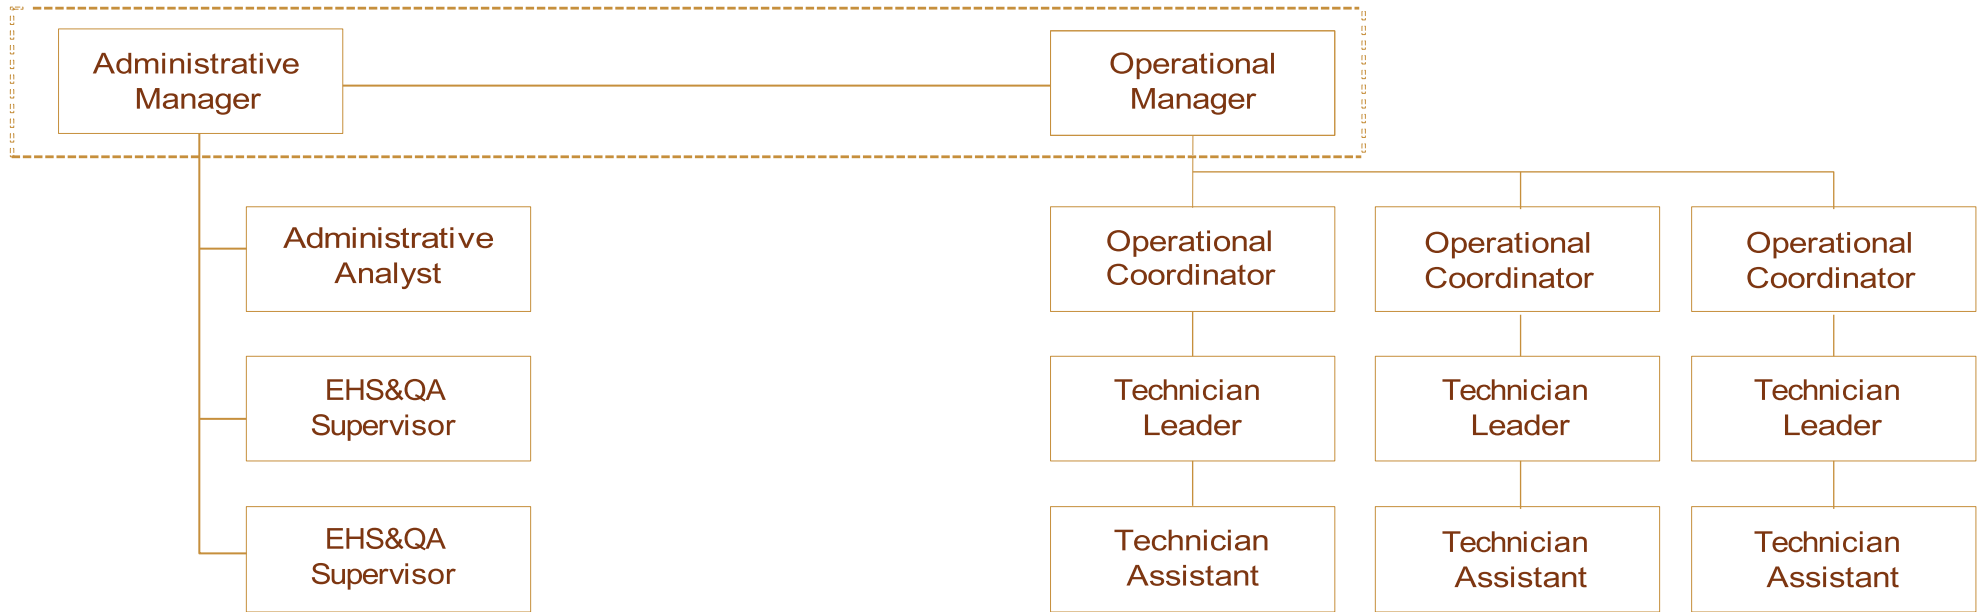 Administrative
Manager
Operational
Manager
Administrative
Analyst
Operational
Coordinator
Operational
Coordinator
Operational
Coordinator
EHS&QA
Supervisor
Technician
Leader
Technician
Leader
Technician
Leader
EHS&QA
Supervisor
Technician
Assistant
Technician
Assistant
Technician
Assistant